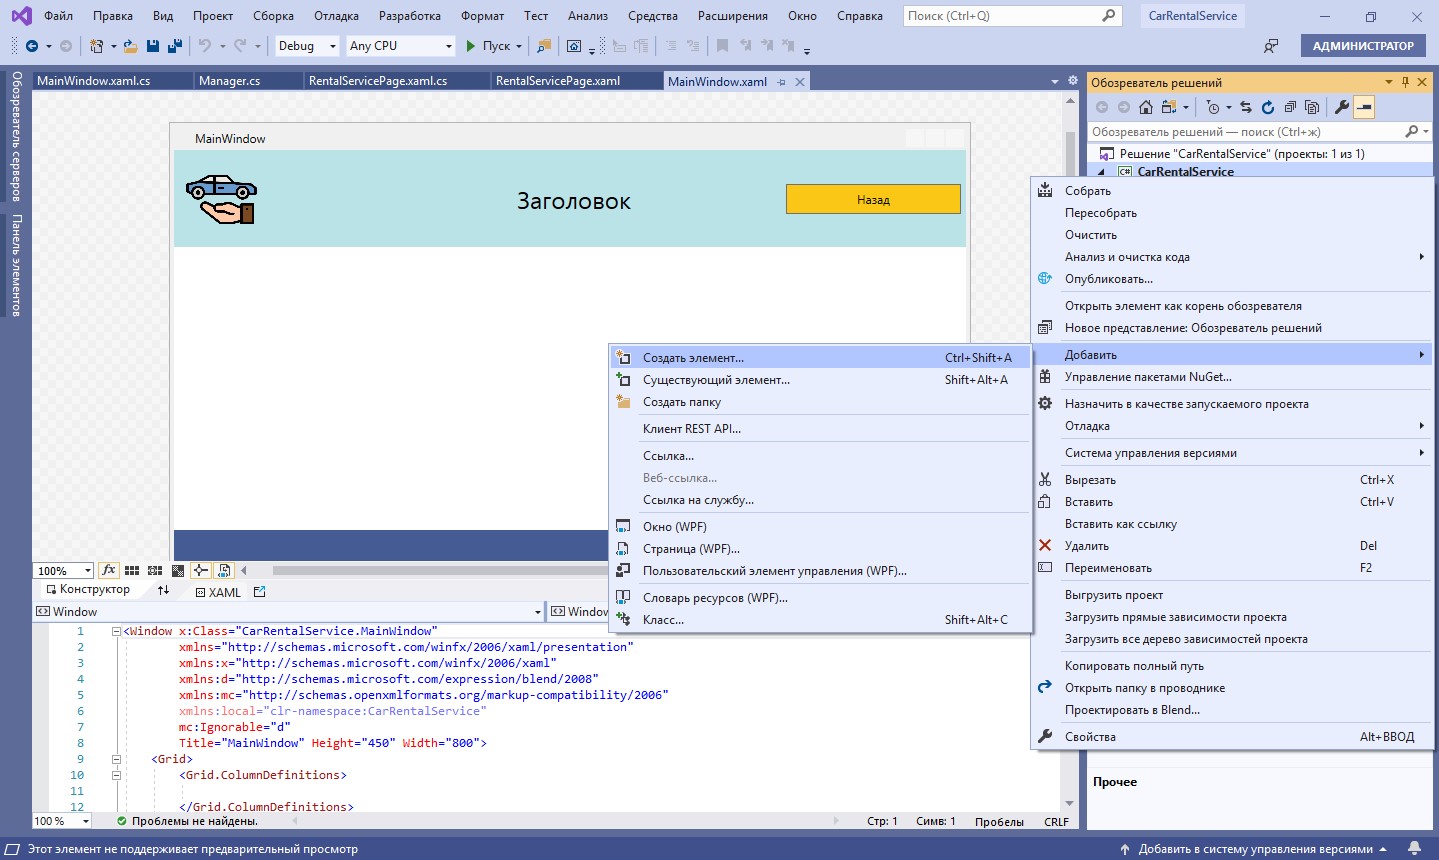 Файл Правка Вид Проект Сборка Отладка Разработка Формат Тест Анализ Средства Расширения Окно Справка Поиск (Ctrl+Q) CarRentalService
Debug Any CPU Пуск АДМИНИСТРАТОР
Обозреватель серверов
Панель элементов
MainWindow.xaml.cs Manager.cs RentalServicePage.xaml.cs RentalServicePage.xaml MainWindow.xaml
MainWindow
Заголовок
Назад
100%
Конструктор XAML
Window Window
1 <Window x:Class="CarRentalService.MainWindow"
2 xmlns="http://schemas.microsoft.com/winfx/2006/xaml/presentation"
3 xmlns:x="http://schemas.microsoft.com/winfx/2006/xaml"
4 xmlns:d="http://schemas.microsoft.com/expression/blend/2008"
5 xmlns:mc="http://schemas.openxmlformats.org/markup-compatibility/2006"
6 xmlns:local="clr-namespace:CarRentalService"
7 mc:Ignorable="d"
8 Title="MainWindow" Height="450" Width="800">
9 <Grid>
10 <Grid.ColumnDefinitions>
11
12 </Grid.ColumnDefinitions>
100 % Проблемы не найдены. Стр: 1 Симв: 1 Пробелы CRLF
Создать элемент... Ctrl+Shift+A
Существующий элемент... Shift+Alt+A
Создать папку
Клиент REST API...
Ссылка...
Веб-ссылка...
Ссылка на службу...
Окно (WPF)
Страница (WPF)...
Пользовательский элемент управления (WPF)...
Словарь ресурсов (WPF)...
Класс... Shift+Alt+C
Обозреватель решений
Обозреватель решений — поиск (Ctrl+ж)
Решение "CarRentalService" (проекты: 1 из 1)
C# CarRentalService
Собрать
Пересобрать
Очистить
Анализ и очистка кода
Опубликовать...
Открыть элемент как корень обозревателя
Новое представление: Обозреватель решений
Добавить
Управление пакетами NuGet...
Назначить в качестве запускаемого проекта
Отладка
Система управления версиями
Вырезать Ctrl+X
Вставить Ctrl+V
Вставить как ссылку
Удалить Del
Переименовать F2
Выгрузить проект
Загрузить прямые зависимости проекта
Загрузить все дерево зависимостей проекта
Копировать полный путь
Открыть папку в проводнике
Проектировать в Blend...
Свойства Alt+ВВОД
Прочее
Этот элемент не поддерживает предварительный просмотр Добавить в систему управления версиями